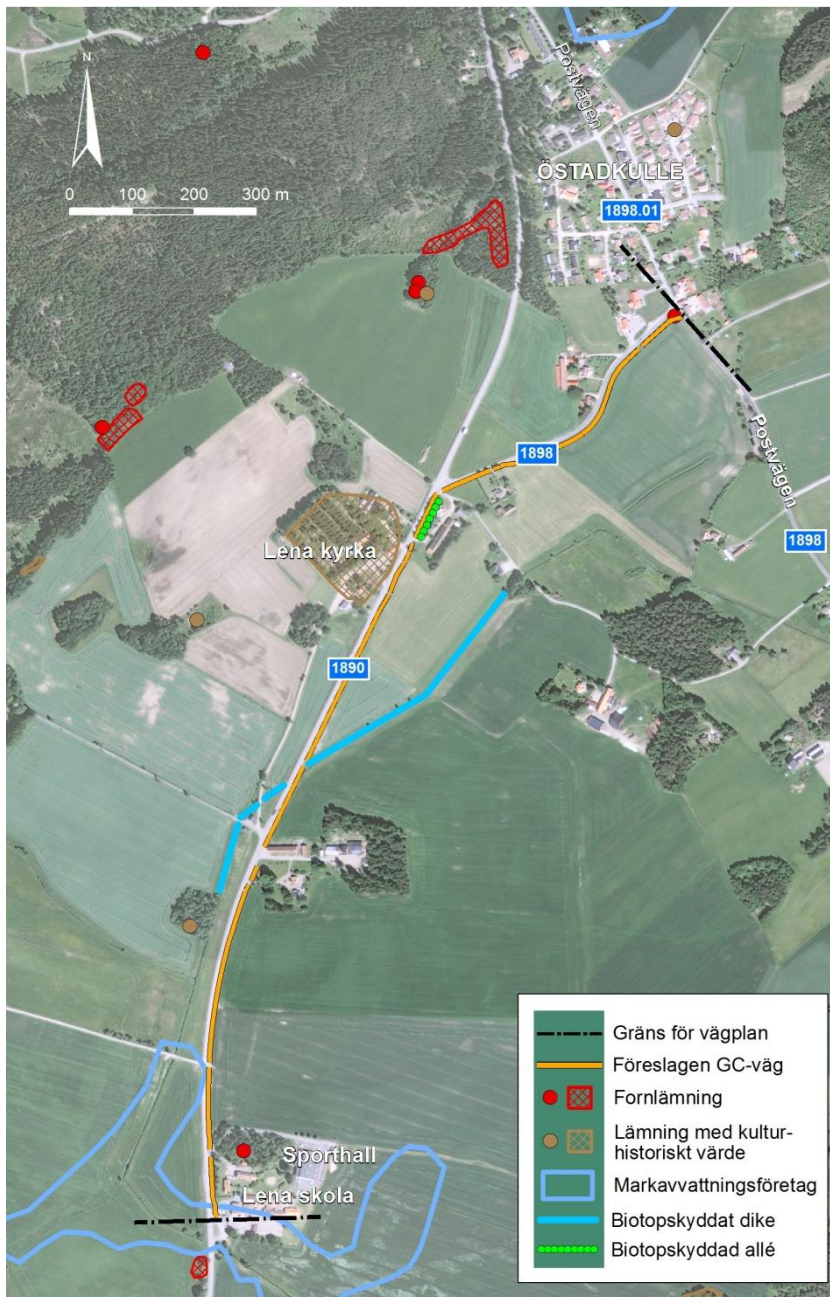 Postvägen
N
0 100 200 300 m
ÖSTADKULLE
1898.01
1898
Postvägen
1898
Lena kyrka
1890
Sporthall
Lena skola
Gräns för vägplan
Föreslagen GC-väg
Fornlämning
Lämning med kultur-
historiskt värde
Markavvattningsföretag
Biotopskyddat dike
Biotopskyddad allé